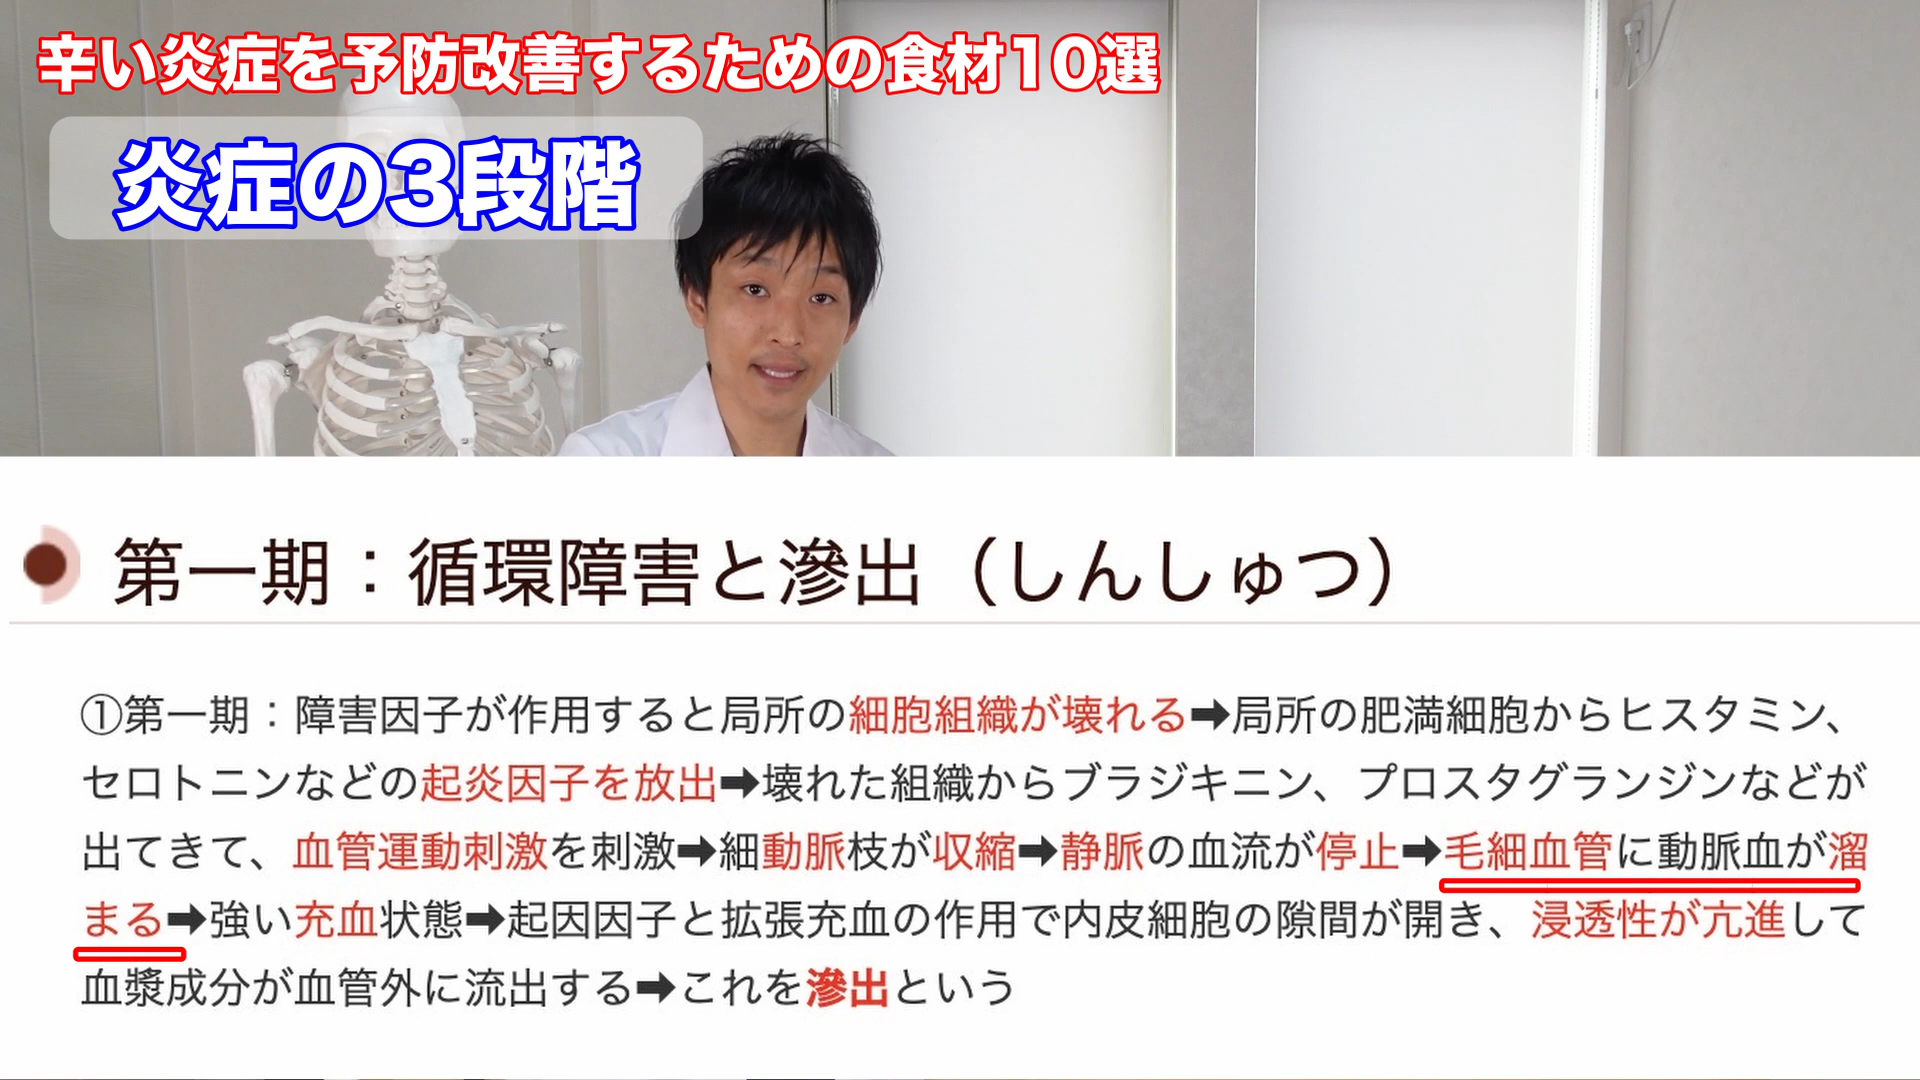 辛い炎症を予防改善するための食材10選
炎症の3段階
第一期：循環障害と滲出（しんしゅつ）
①第一期：障害因子が作用すると局所の細胞組織が壊れる➡局所の肥満細胞からヒスタミン、
セロトニンなどの起炎因子を放出➡壊れた組織からブラジキニン、プロスタグランジンなどが
出てきて、血管運動刺激を刺激➡細動脈枝が収縮➡静脈の血流が停止➡毛細血管に動脈血が溜
まる➡強い充血状態➡起因因子と拡張充血の作用で内皮細胞の隙間が開き、浸透性が亢進して
血漿成分が血管外に流出する➡これを滲出という